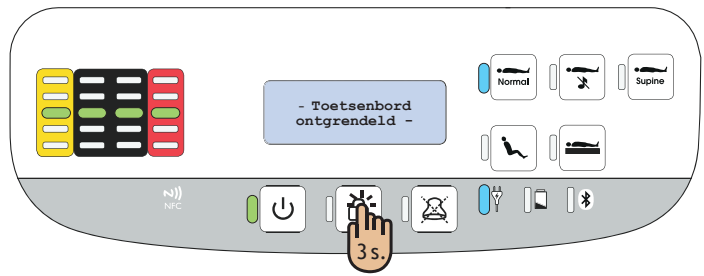 - Toetsenbord
ontgrendeld -
Normal
Supine
NFC
3 s.